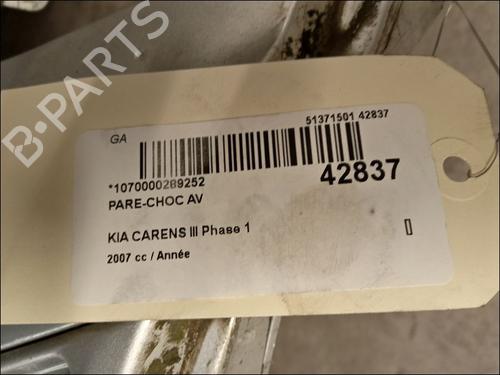 B-PARTS
GA
51371501 42837
*1070000289252
42837
PARE-CHOC AV
KIA CARENS III Phase 1
2007 cc / Année